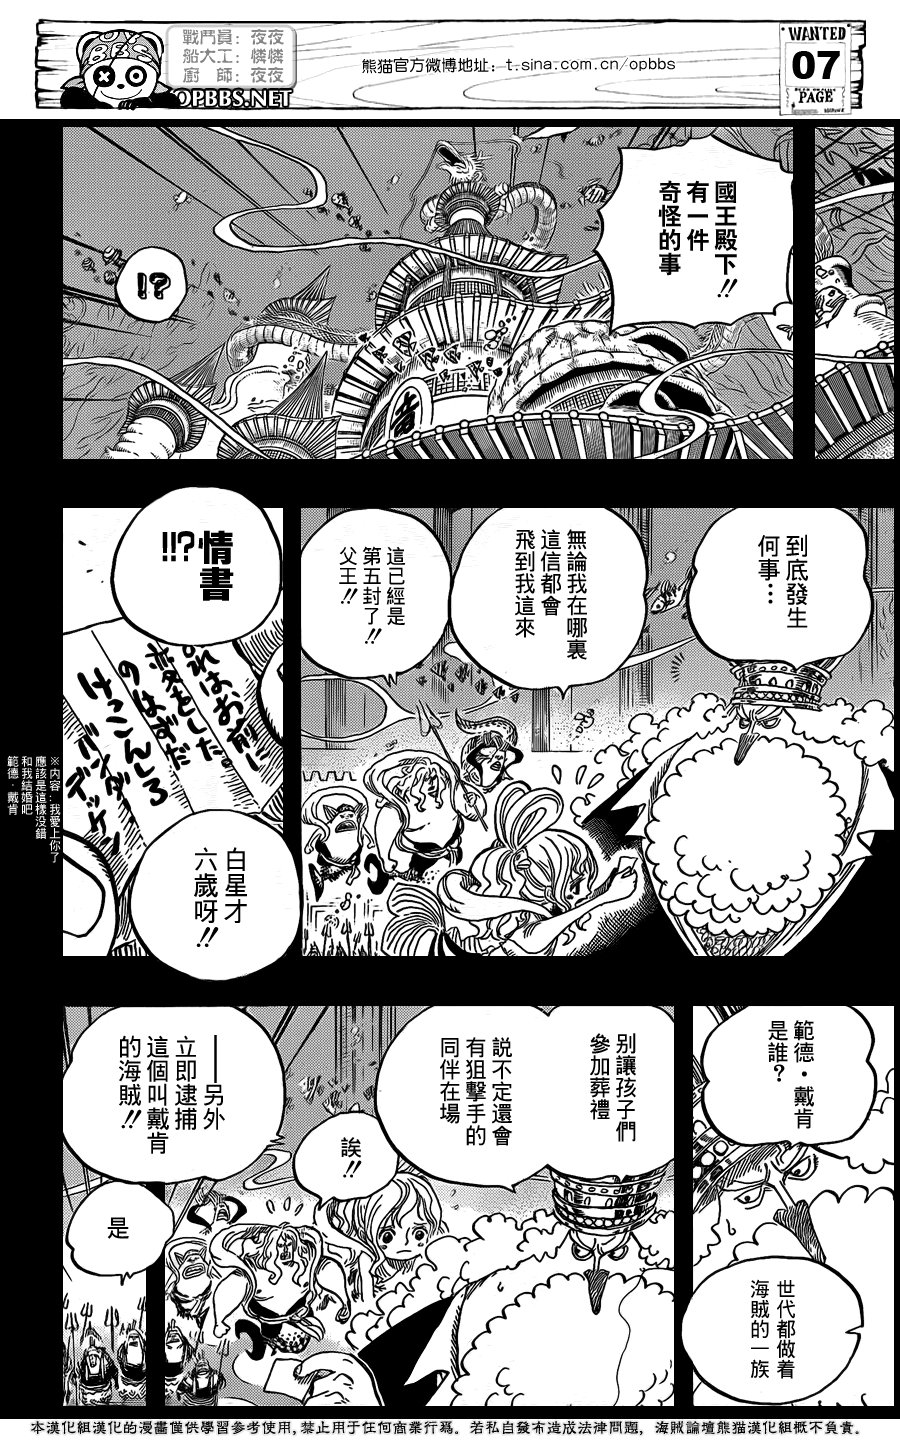 戰鬥員：夜夜
船大工：憐憐
廚　師：夜夜
OPBBS.NET
熊猫官方微博地址：t.sina.com.cn/opbbs
WANTED
07
PAGE
國王殿下!!
有一件
奇怪的事
!?
竜
到底發生
何事…
無論我在哪裏
這信都會
飛到我這來
這已經是
第五封了!!
父王!!
情書
!!?
おれはお前に
恋をした。
のはずだ
けっこんしろ
バンダー
デッケン
※内容：我愛上你了
應該是這樣没錯
和我結婚吧
範德・戴肯
白星才
六歲呀!!
範德・戴肯
是誰？
世代都做着
海賊的一族
别讓孩子們
參加葬禮
説不定還會
有狙擊手的
同伴在場
誒!!
——另外
立即逮捕
這個叫戴肯
的海賊!!
是
本漢化組漢化的漫畫僅供學習參考使用,禁止用于任何商業行爲。若私自發布造成法律問題，海賊論壇熊猫漢化組概不負責。